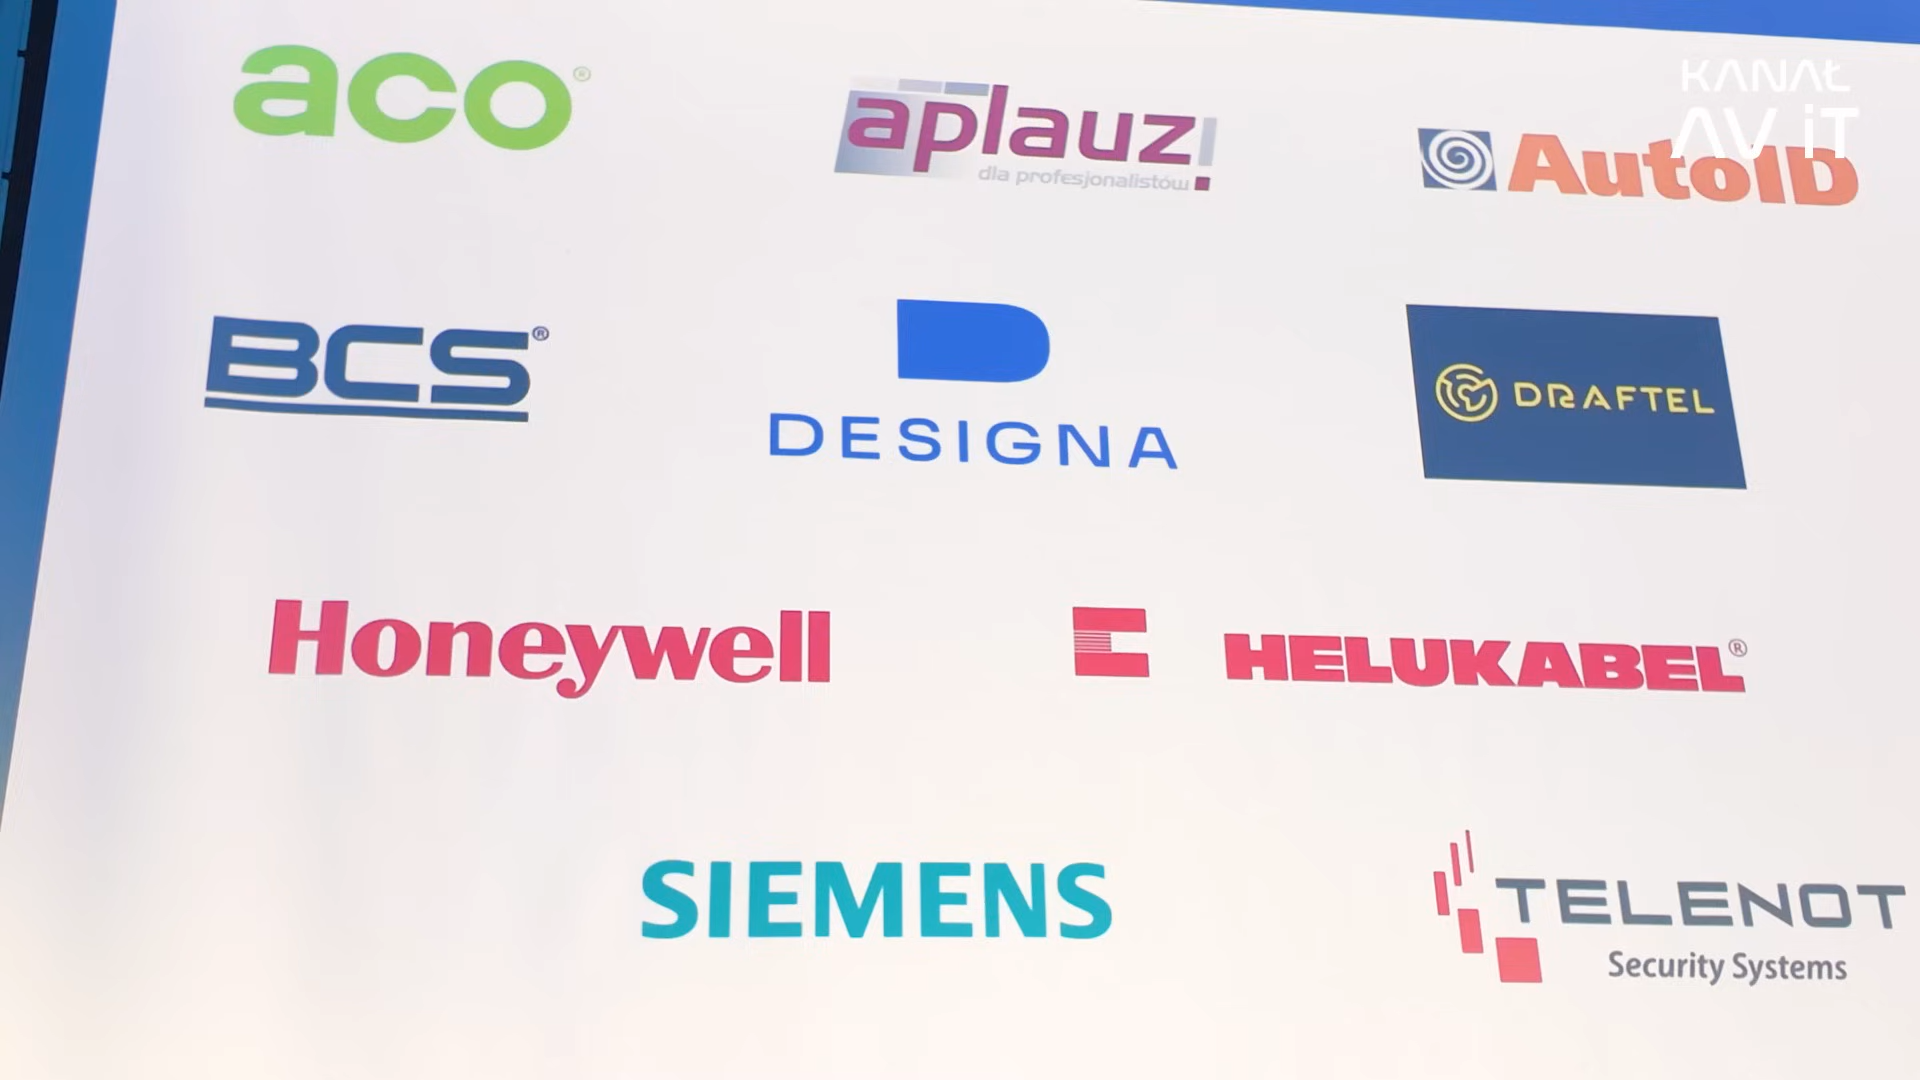 KANAŁ
AV iT
aco®
aplauz!
dla profesjonalistów
AutoID
BCS®
DESIGNA
DRAFTEL
Honeywell
HELUKABEL®
SIEMENS
TELENOT
Security Systems